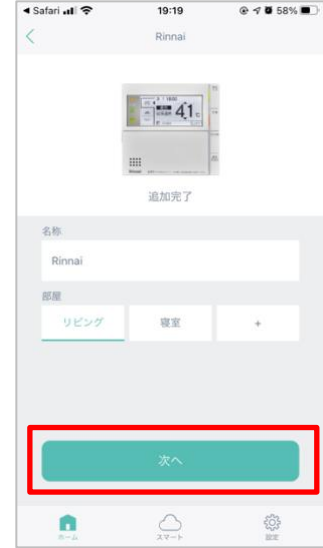 Safari 19:19 58%
Rinnai
41
追加完了
名称
Rinnai
部屋
リビング 寝室 +
次へ
ホーム スマート 設定